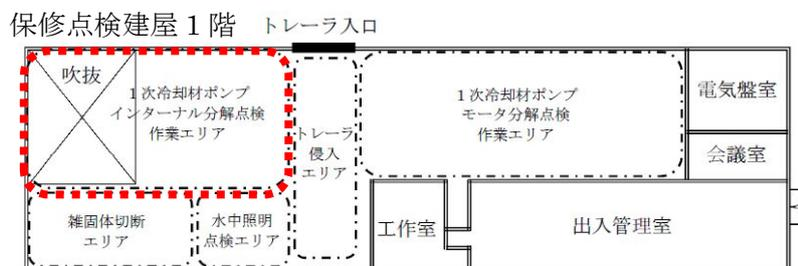 保修点検建屋１階
トレーラ入口
吹抜
１次冷却材ポンプ
インターナル分解点検
作業エリア
トレーラ
侵入
エリア
１次冷却材ポンプ
モータ分解点検
作業エリア
電気盤室
会議室
雑固体切断
エリア
水中照明
点検エリア
工作室
出入管理室